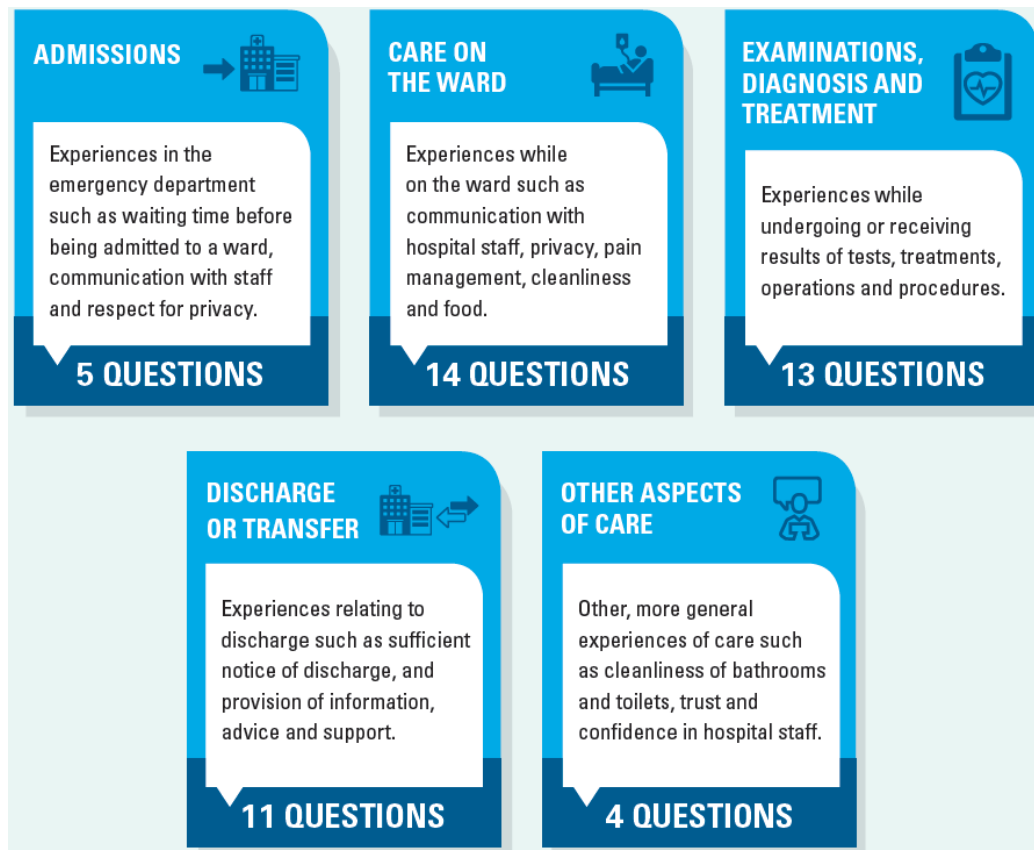 ADMISSIONS
Experiences in the
emergency department
such as waiting time before
being admitted to a ward,
communication with staff
and respect for privacy.
5 QUESTIONS
CARE ON
THE WARD
Experiences while
on the ward such as
communication with
hospital staff, privacy, pain
management, cleanliness
and food.
14 QUESTIONS
EXAMINATIONS,
DIAGNOSIS AND
TREATMENT
Experiences while
undergoing or receiving
results of tests, treatments,
operations and procedures.
13 QUESTIONS
DISCHARGE
OR TRANSFER
Experiences relating to
discharge such as sufficient
notice of discharge, and
provision of information,
advice and support.
11 QUESTIONS
OTHER ASPECTS
OF CARE
Other, more general
experiences of care such
as cleanliness of bathrooms
and toilets, trust and
confidence in hospital staff.
4 QUESTIONS